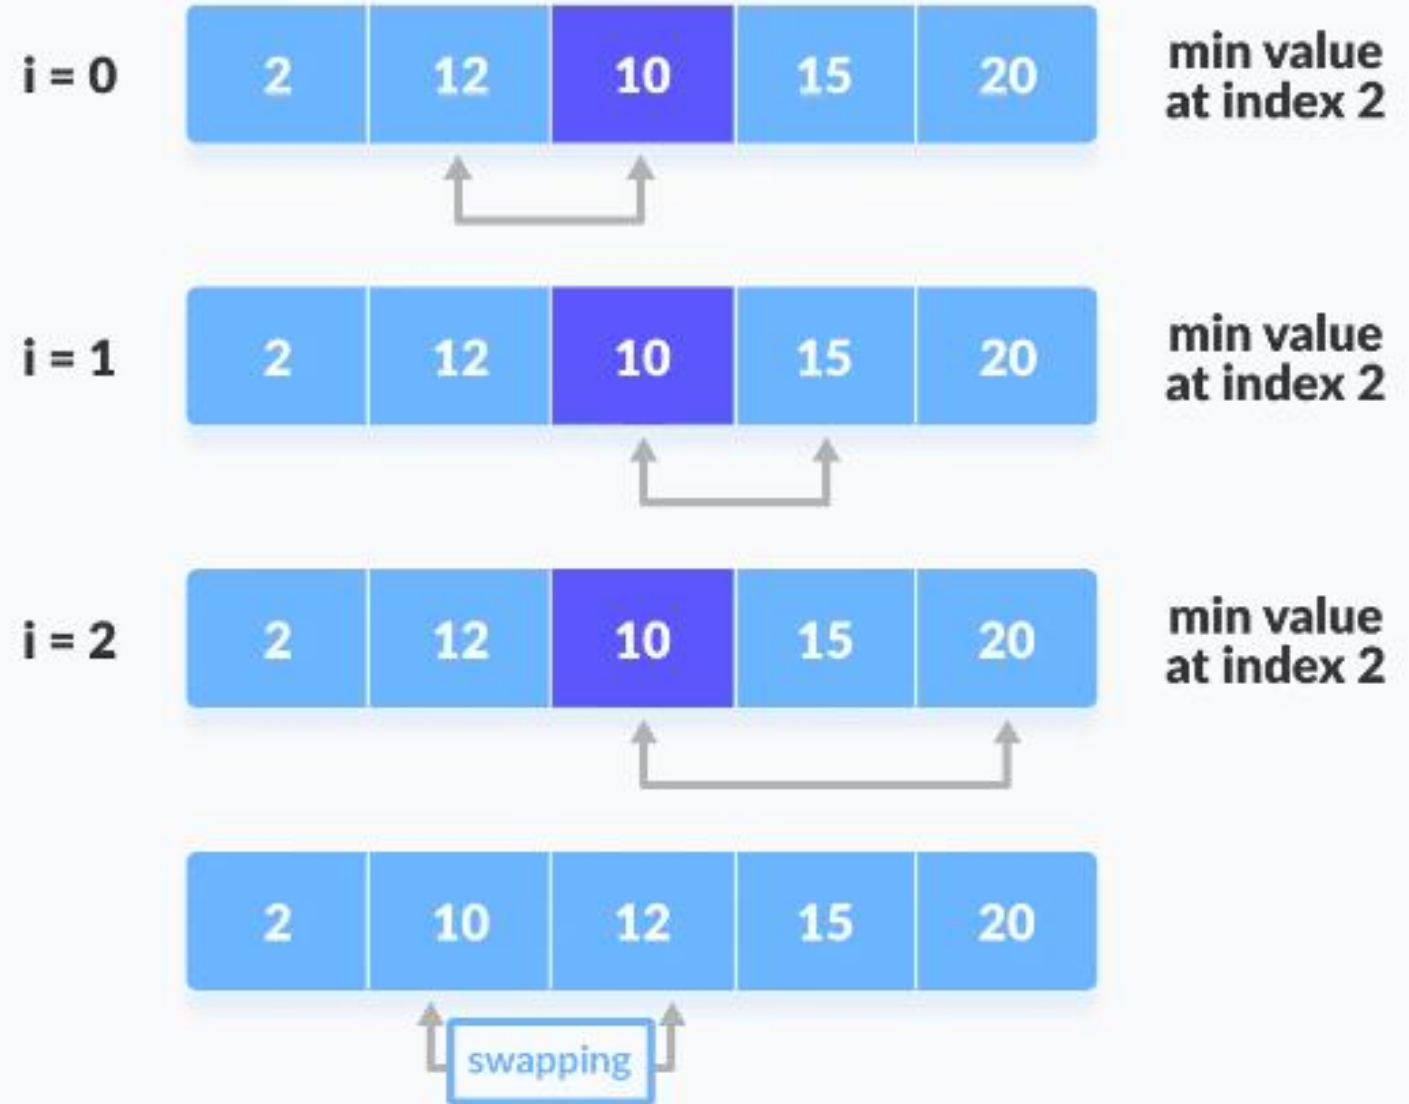 i = 0 2 12 10 15 20 min value
at index 2
i = 1 2 12 10 15 20 min value
at index 2
i = 2 2 12 10 15 20 min value
at index 2
2 10 12 15 20
swapping